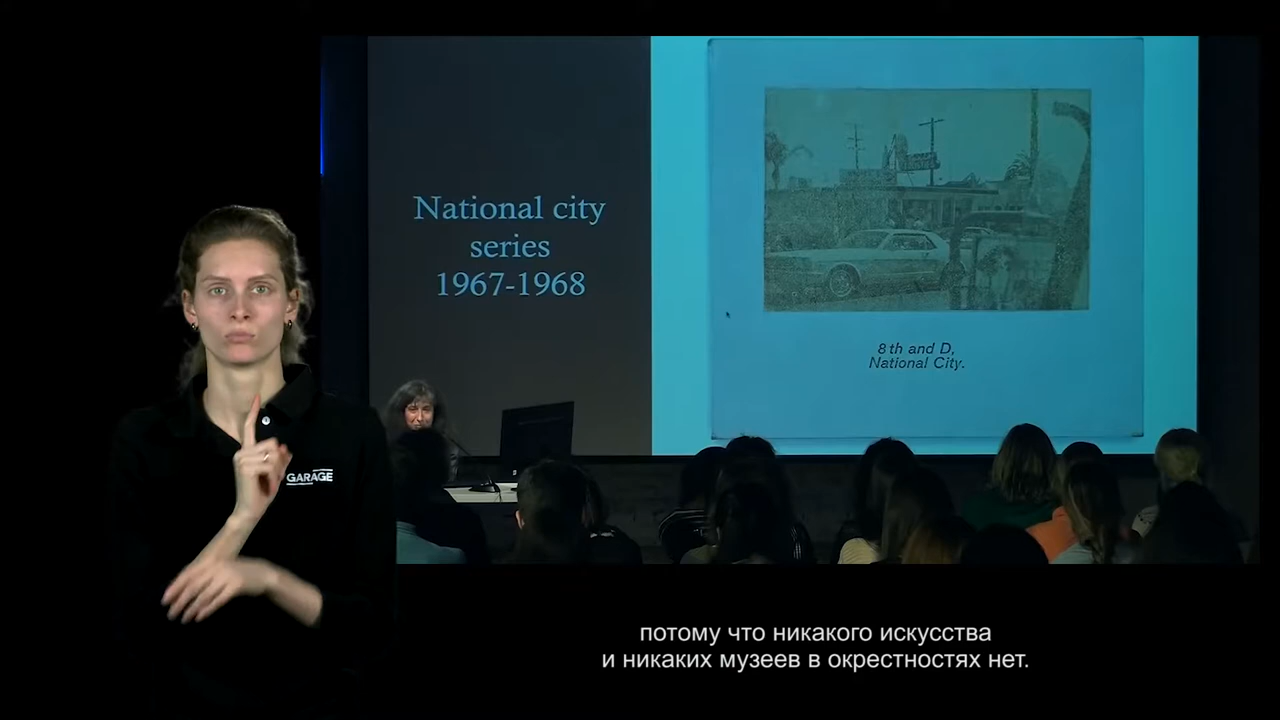 National city
series
1967-1968
8th and D,
National City.
GARAGE
потому что никакого искусства
и никаких музеев в окрестностях нет.